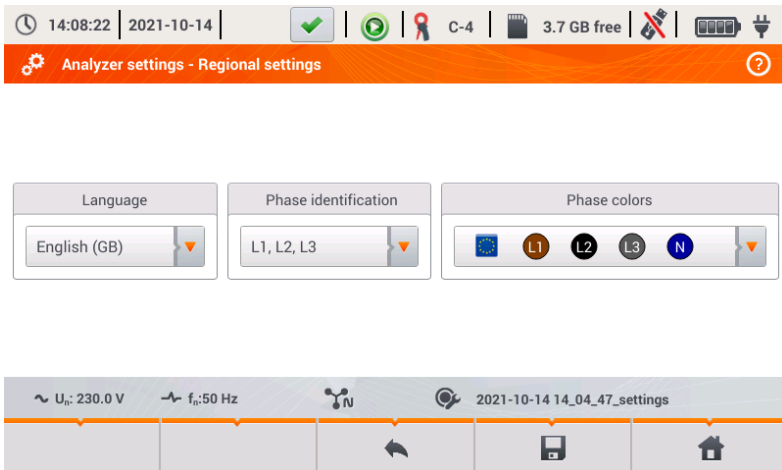 14:08:22 2021-10-14 C-4 3.7 GB free
Analyzer settings - Regional settings ?
Language Phase identification Phase colors
English (GB) L1, L2, L3 L1 L2 L3 N
Un: 230.0 V fn:50 Hz N 2021-10-14 14_04_47_settings